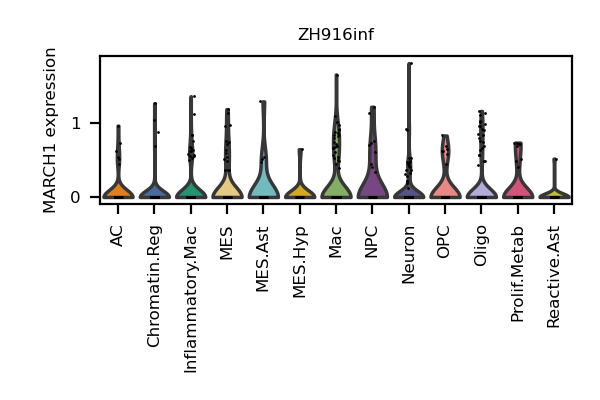 ZH916inf
MARCH1 expression
1
0
AC
Chromatin.Reg
Inflammatory.Mac
MES
MES.Ast
MES.Hyp
Mac
NPC
Neuron
OPC
Oligo
Prolif.Metab
Reactive.Ast